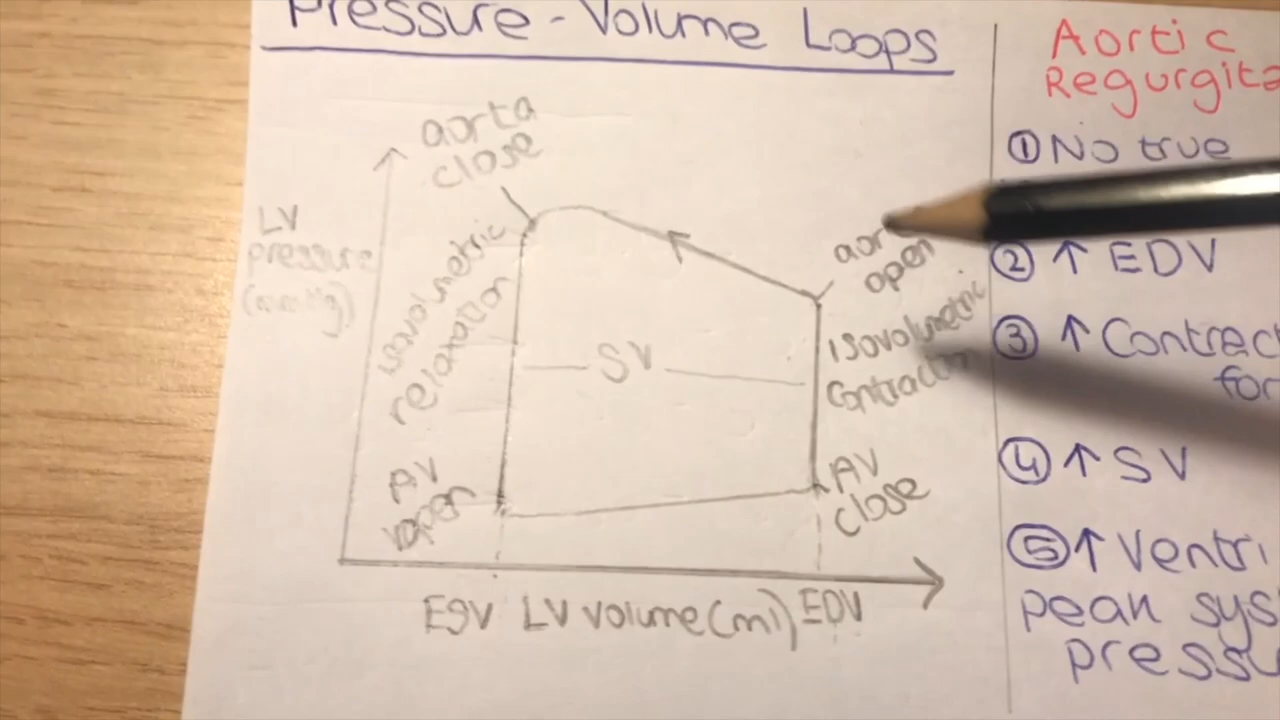 Pressure - Volume Loops
aorta
close
LV
pressure
(mmHg)
isovolumetric
relaxation
SV
aorta
open
isovolumetric
contraction
AV
open
AV
close
ESV LV volume (ml) EDV
Aortic
Regurgita
① No true
② ↑ EDV
③ ↑ Contrac
for
④ ↑ SV
⑤ ↑ Ventri
peak sys
pressu